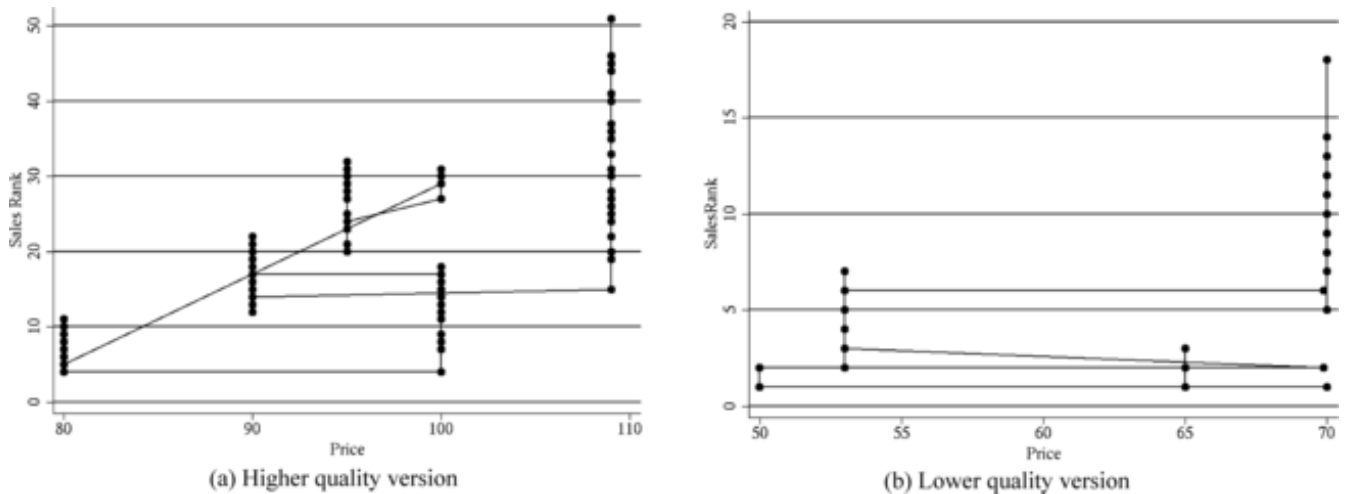 50
40
30
20
10
0
Sales Rank
80 90 100 110
Price
(a) Higher quality version
20
15
10
5
0
SalesRank
50 55 60 65 70
Price
(b) Lower quality version